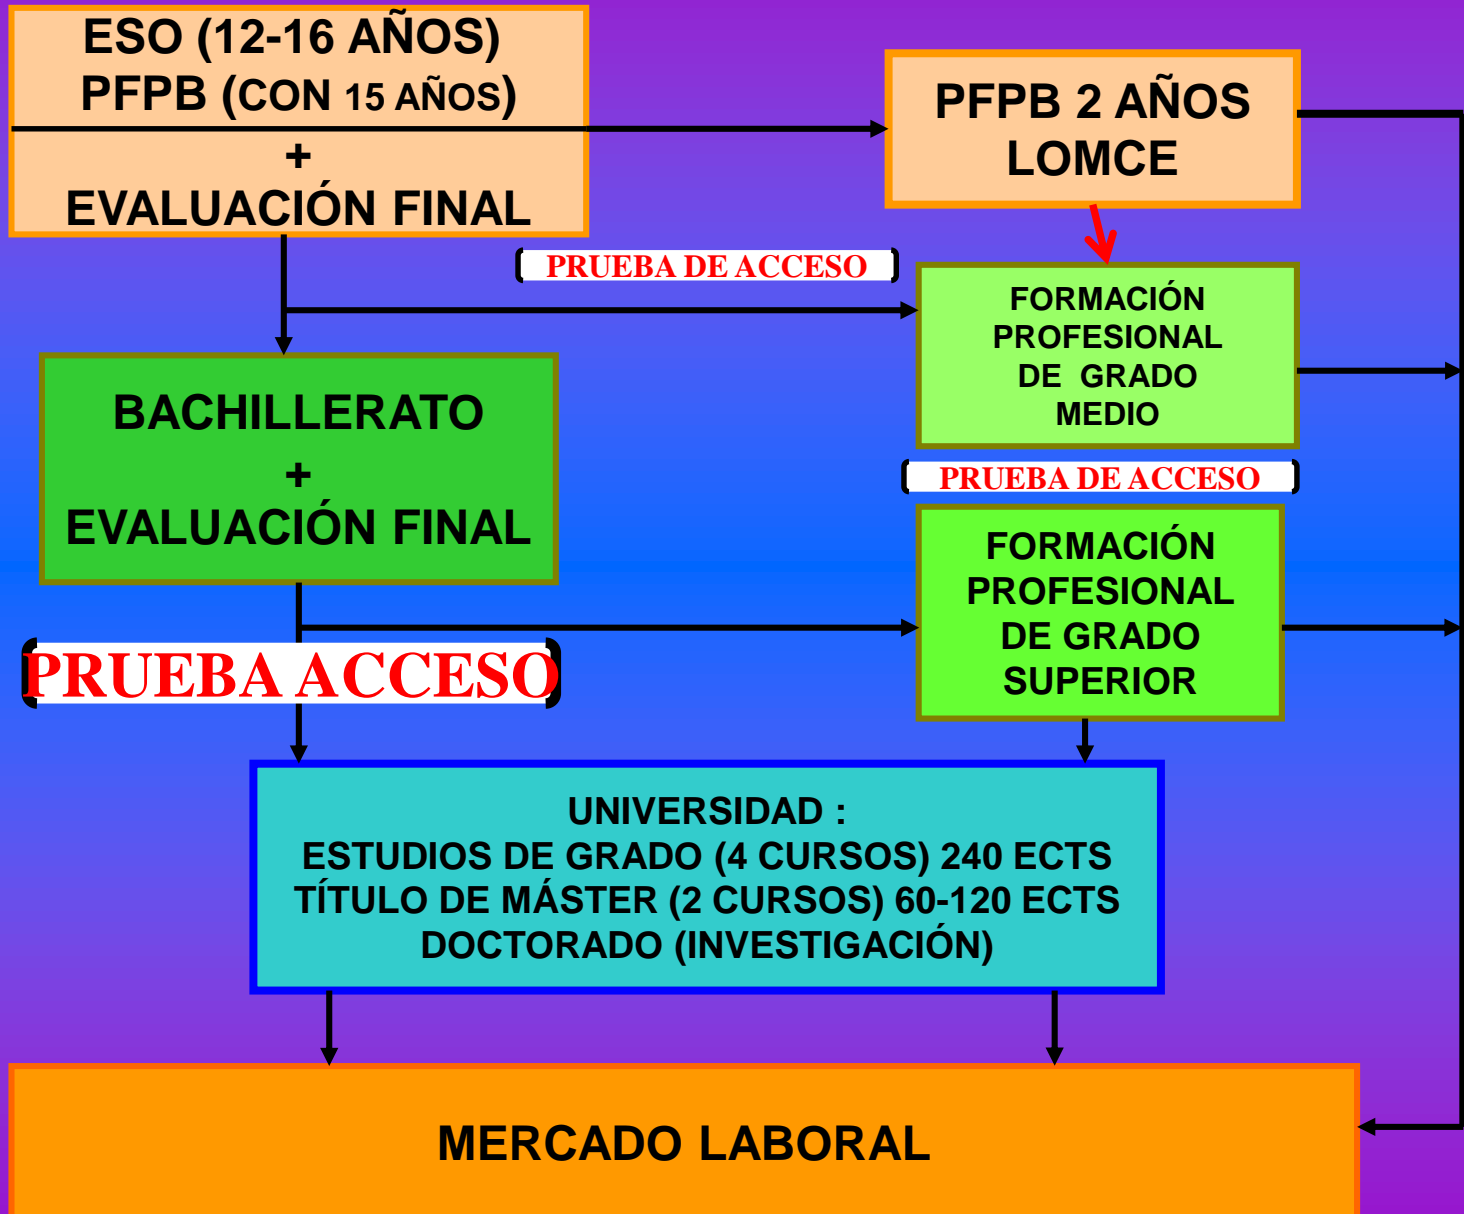 ESO (12-16 AÑOS)
PFPB (CON 15 AÑOS)
+
EVALUACIÓN FINAL
PFPB 2 AÑOS
LOMCE
PRUEBA DE ACCESO
FORMACIÓN
PROFESIONAL
DE GRADO
MEDIO
BACHILLERATO
+
EVALUACIÓN FINAL
PRUEBA DE ACCESO
FORMACIÓN
PROFESIONAL
DE GRADO
SUPERIOR
PRUEBA ACCESO
UNIVERSIDAD :
ESTUDIOS DE GRADO (4 CURSOS) 240 ECTS
TÍTULO DE MÁSTER (2 CURSOS) 60-120 ECTS
DOCTORADO (INVESTIGACIÓN)
MERCADO LABORAL